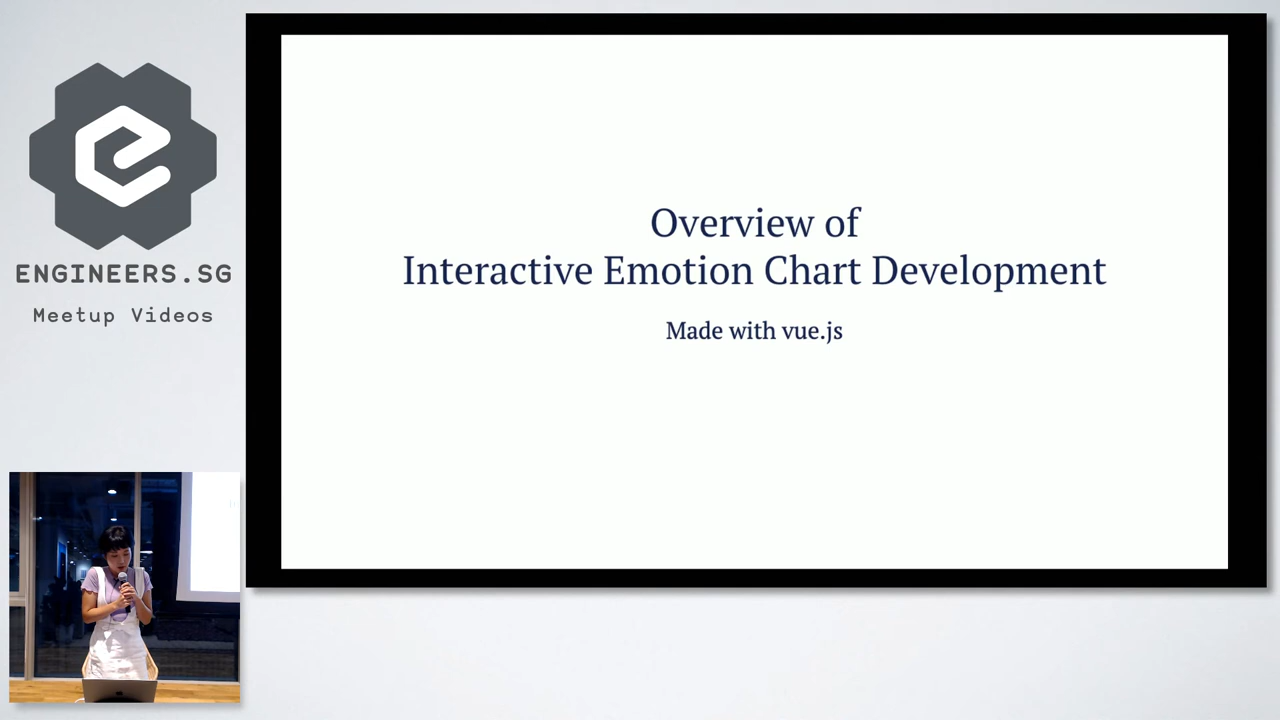 ENGINEERS.SG
Meetup Videos
Overview of
Interactive Emotion Chart Development
Made with vue.js